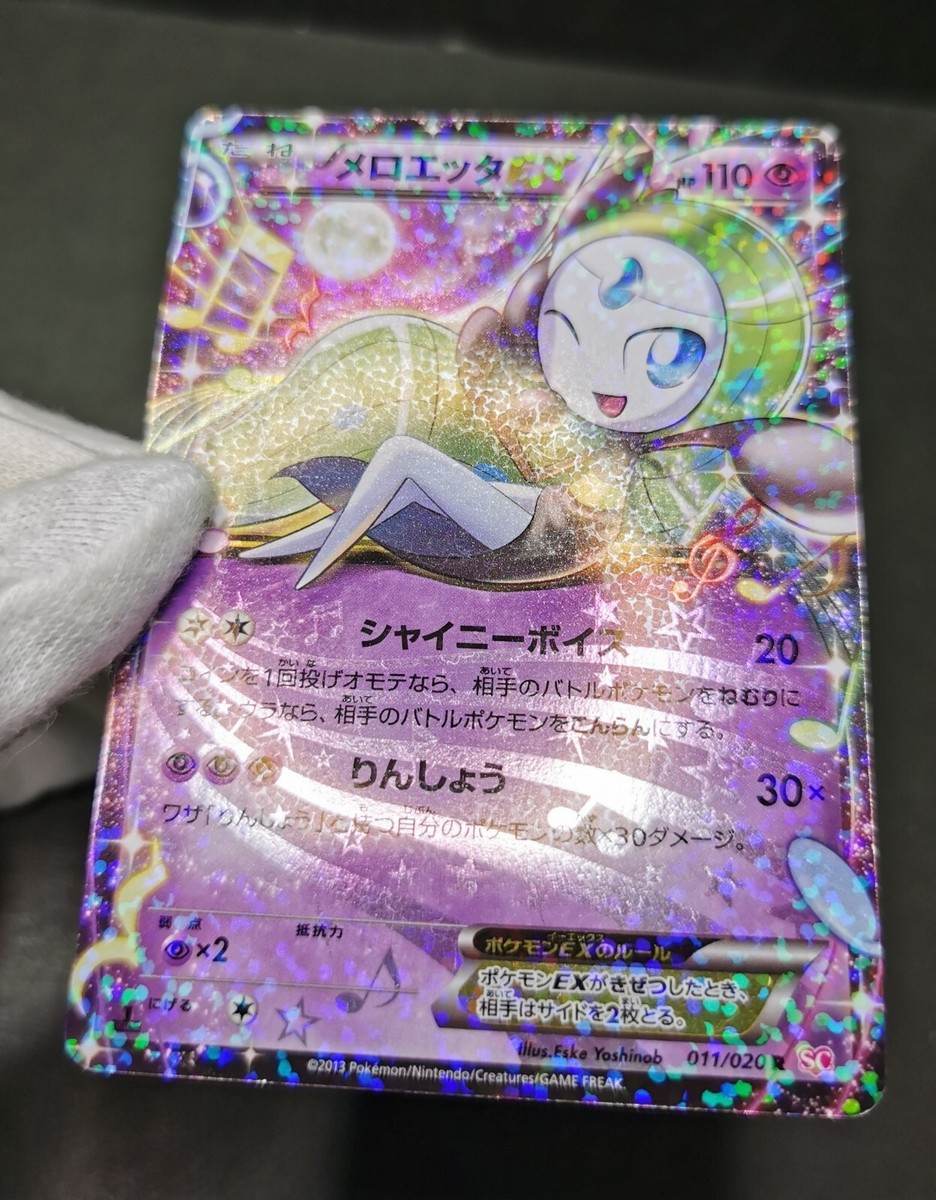 たね メロエッタEX HP110
シャイニーボイス 20
コインを1回投げオモテなら、相手のバトルポケモンをねむりに
する。ウラなら、相手のバトルポケモンをこんらんにする。
りんしょう 30×
ワザ「りんしょう」を持つ自分のポケモンの数×30ダメージ。
弱点 抵抗力
×2
にげる
ポケモンEXのルール
ポケモンEXがきぜつしたとき、
相手はサイドを2枚とる。
Illus.Eske Yoshinob 011/020 R SC
©2013 Pokémon/Nintendo/Creatures/GAME FREAK.